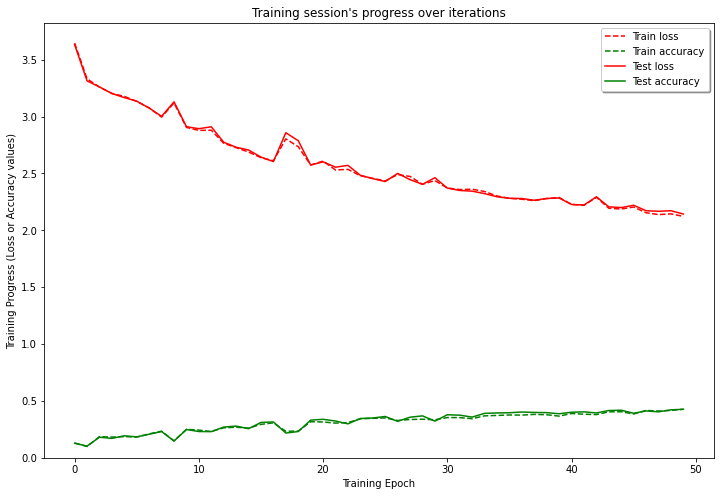 Training session's progress over iterations
Train loss
Train accuracy
Test loss
Test accuracy
Training Progress (Loss or Accuracy values)
3.5
3.0
2.5
2.0
1.5
1.0
0.5
0.0
0 10 20 30 40 50
Training Epoch